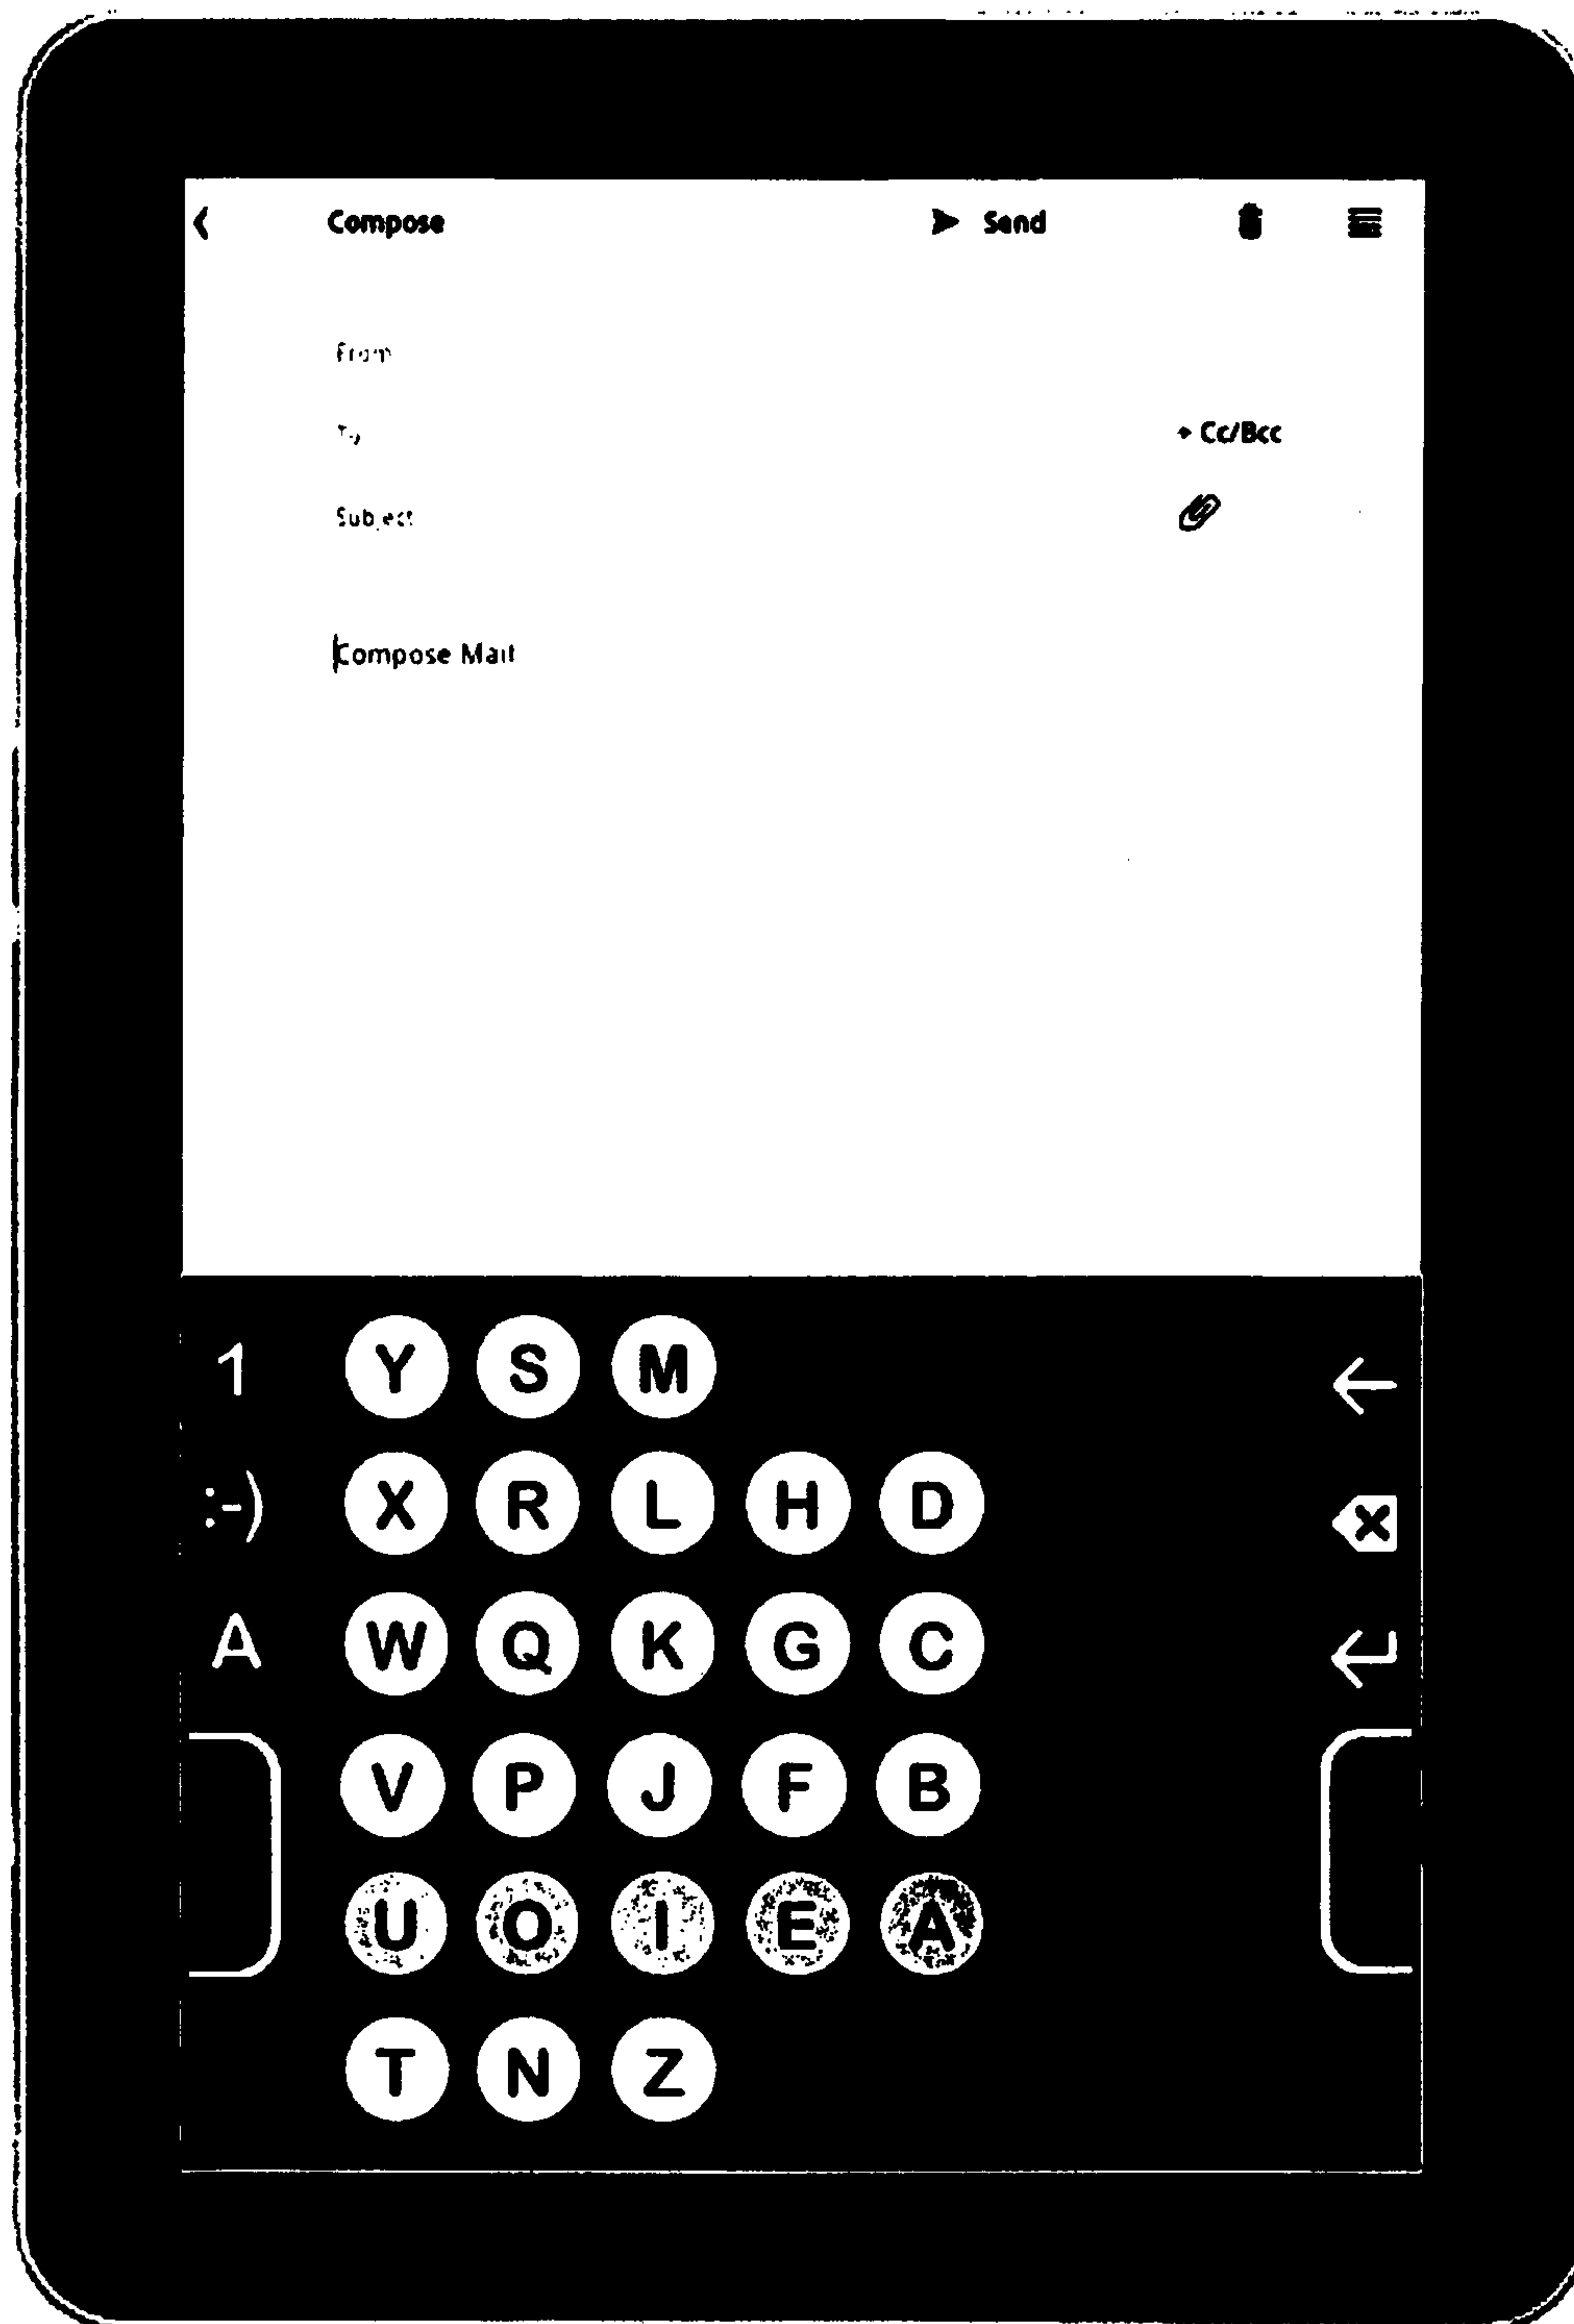 Compose Send
From
To + Cc/Bcc
Subject
Compose Mail
1 Y S M
:-) X R L H D
A W Q K G C
V P J F B
U O I E A
T N Z